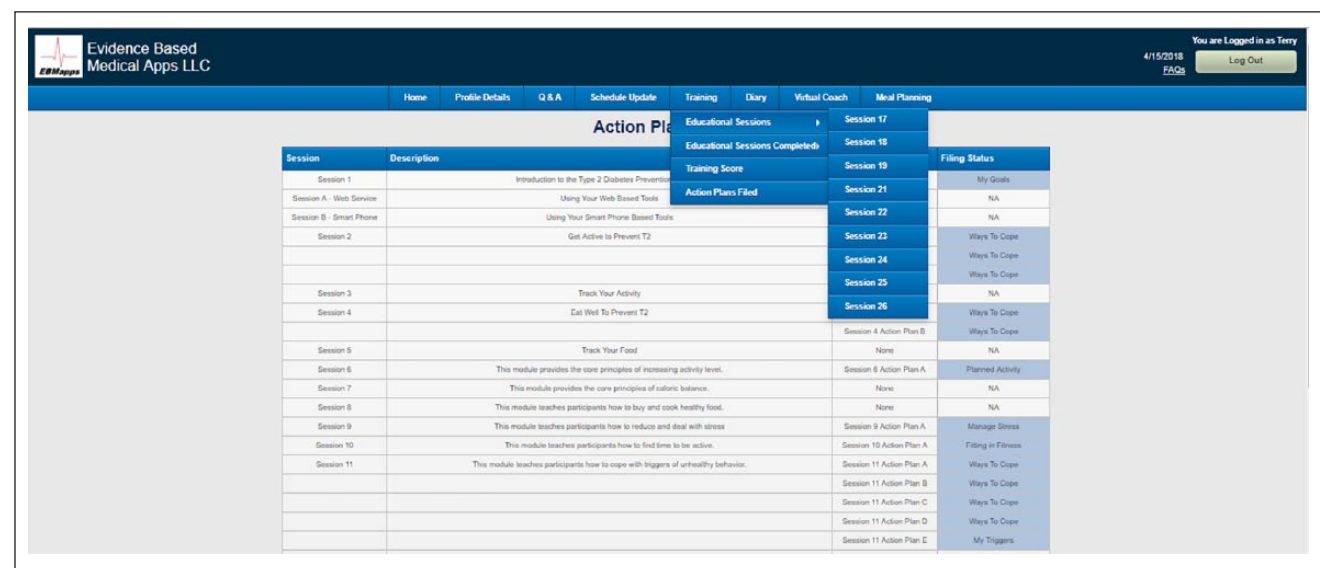 Evidence Based
Medical Apps LLC
EBMapps
You are Logged in as Terry
4/15/2018
FAQs
Log Out
Home Profile Details Q & A Schedule Update Training Diary Virtual Coach Meal Planning
Action Pla
Educational Sessions
Educational Sessions Completed
Training Score
Action Plans Filed
Session 17
Session 18
Session 19
Session 21
Session 22
Session 23
Session 24
Session 25
Session 26
Session Description Filing Status
Session 1 Introduction to the Type 2 Diabetes Prevention My Goals
Session A - Web Service Using Your Web Based Tools NA
Session B - Smart Phone Using Your Smart Phone Based Tools NA
Session 2 Get Active to Prevent T2 Ways To Cope
Ways To Cope
Ways To Cope
Session 3 Track Your Activity NA
Session 4 Eat Well To Prevent T2 Ways To Cope
Session 4 Action Plan B Ways To Cope
Session 5 Track Your Food None NA
Session 6 This module provides the core principles of increasing activity level. Session 6 Action Plan A Planned Activity
Session 7 This module provides the core principles of caloric balance. None NA
Session 8 This module teaches participants how to buy and cook healthy food. None NA
Session 9 This module teaches participants how to reduce and deal with stress Session 9 Action Plan A Manage Stress
Session 10 This module teaches participants how to find time to be active. Session 10 Action Plan A Fitting in Fitness
Session 11 This module teaches participants how to cope with triggers of unhealthy behavior. Session 11 Action Plan A Ways To Cope
Session 11 Action Plan B Ways To Cope
Session 11 Action Plan C Ways To Cope
Session 11 Action Plan D Ways To Cope
Session 11 Action Plan E My Triggers